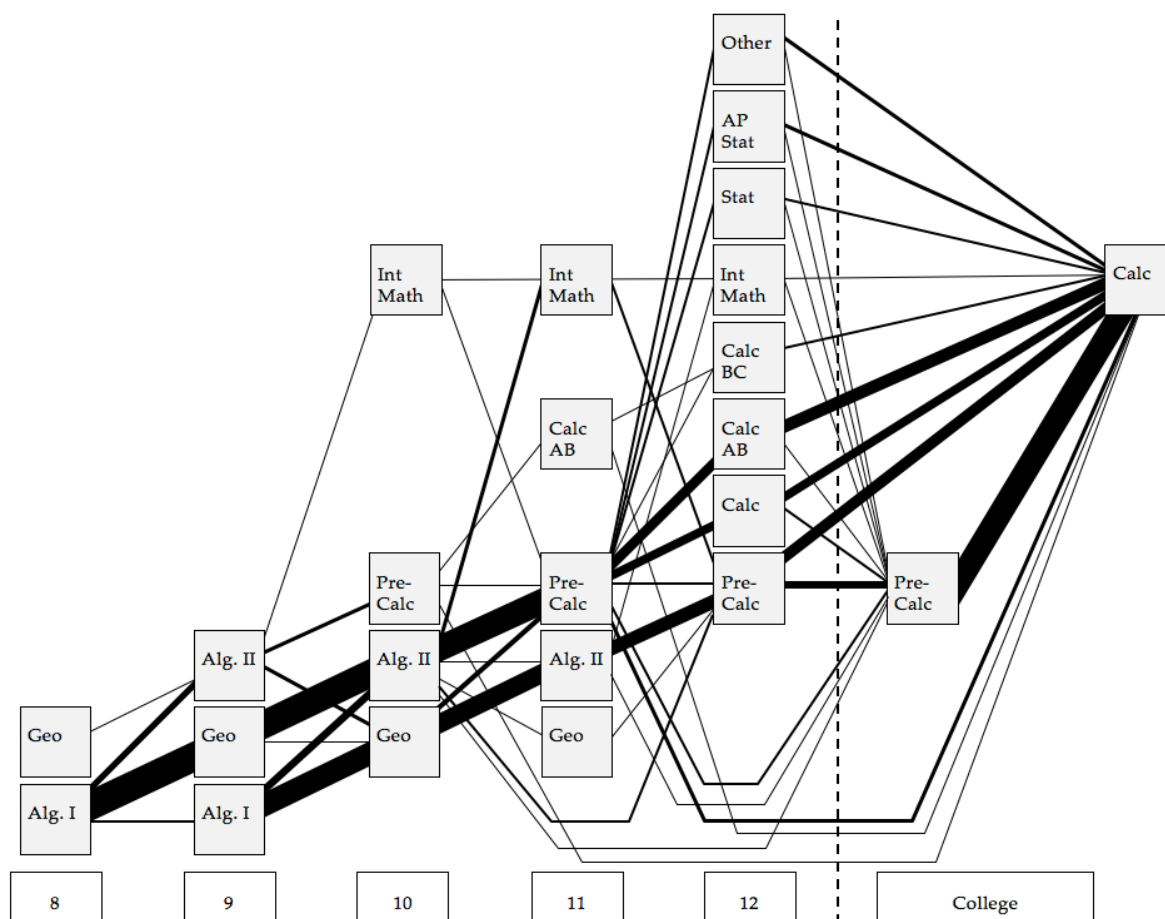 Other
AP
Stat
Stat
Int
Math
Int
Math
Int
Math
Calc
Calc
BC
Calc
AB
Calc
AB
Calc
Pre-
Calc
Pre-
Calc
Pre-
Calc
Pre-
Calc
Alg. II
Alg. II
Alg. II
Geo
Geo
Geo
Geo
Alg. I
Alg. I
8
9
10
11
12
College